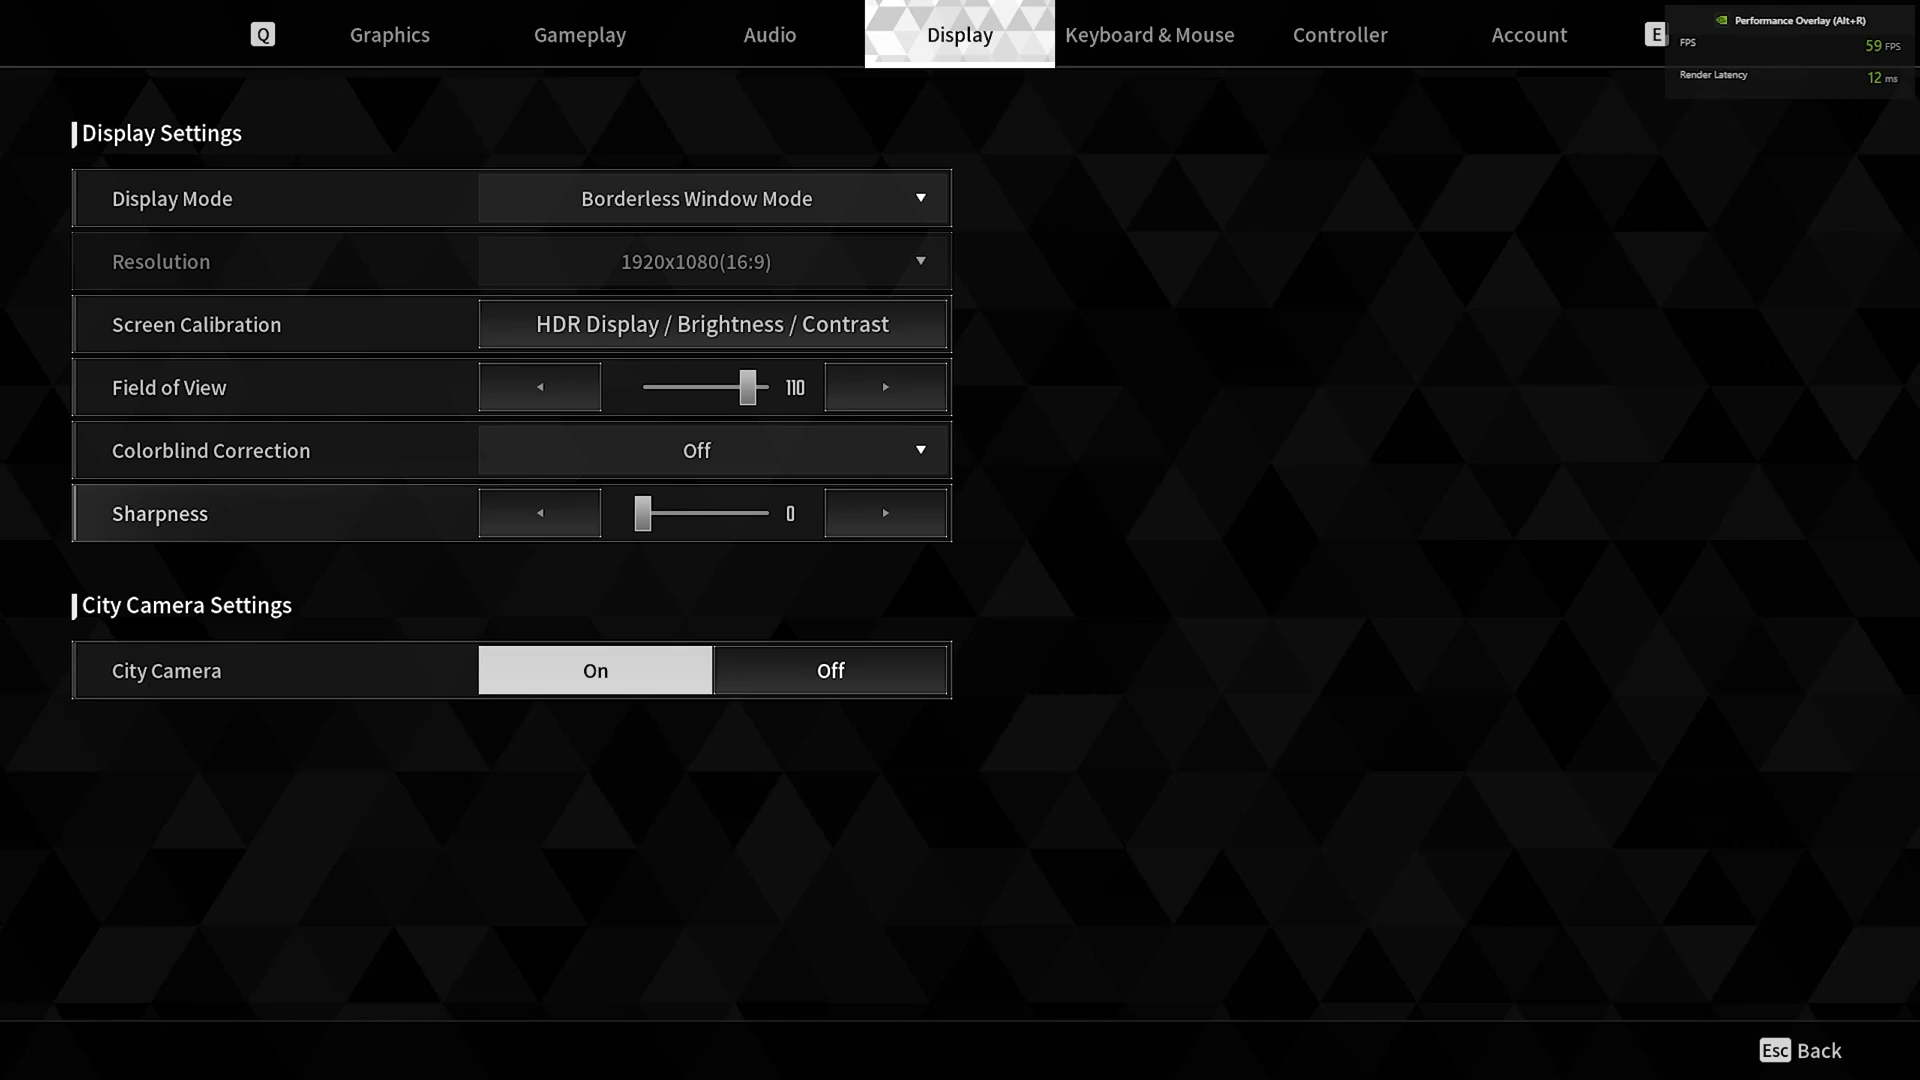 Q Graphics Gameplay Audio Display Keyboard & Mouse Controller Account E
Performance Overlay (Alt+R)
FPS 59 FPS
Render Latency 12 ms
Display Settings
Display Mode Borderless Window Mode
Resolution 1920x1080(16:9)
Screen Calibration HDR Display / Brightness / Contrast
Field of View 110
Colorblind Correction Off
Sharpness 0
City Camera Settings
City Camera On Off
Esc Back